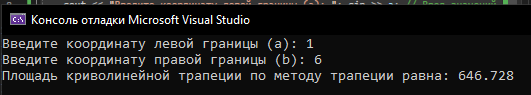 Консоль отладки Microsoft Visual Studio
Введите координату левой границы (a): 1
Введите координату правой границы (b): 6
Площадь криволинейной трапеции по методу трапеции равна: 646.728